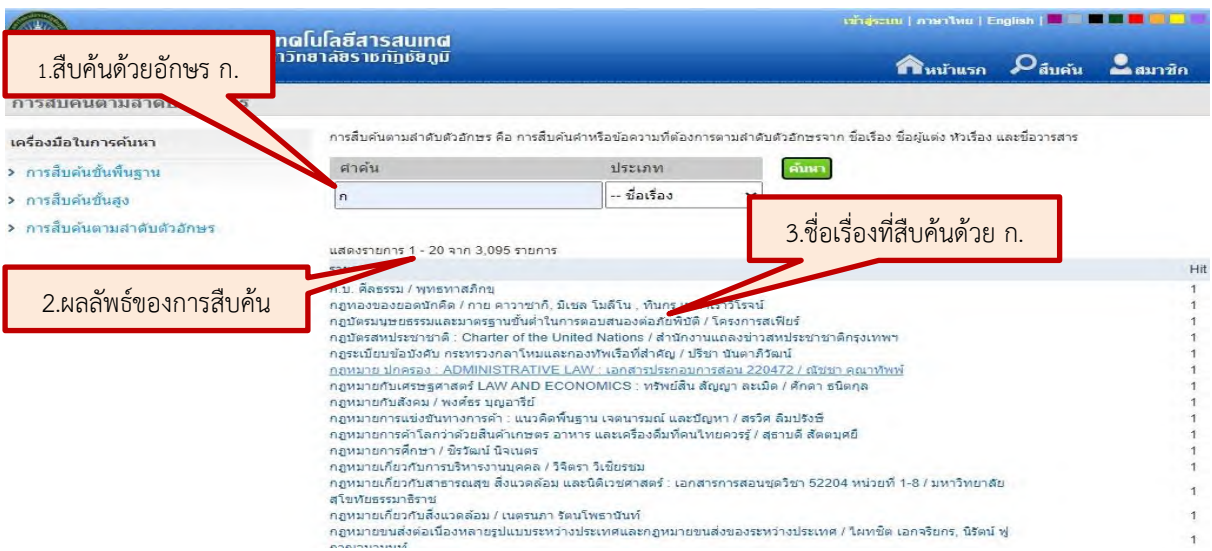 เข้าสู่ระบบ | ภาษาไทย | English |
1.สืบค้นด้วยอักษร ก.
หน้าแรก สืบค้น สมาชิก
เครื่องมือในการค้นหา
การสืบค้นขั้นพื้นฐาน
การสืบค้นขั้นสูง
การสืบค้นตามลำดับตัวอักษร
การสืบค้นตามลำดับตัวอักษร คือ การสืบค้นคำหรือข้อความที่ต้องการตามลำดับตัวอักษรจาก ชื่อเรื่อง ชื่อผู้แต่ง หัวเรื่อง และชื่อวารสาร
คำค้น ประเภท ค้นหา
ก -- ชื่อเรื่อง
3.ชื่อเรื่องที่สืบค้นด้วย ก.
แสดงรายการ 1 - 20 จาก 3,095 รายการ
Hit
2.ผลลัพธ์ของการสืบค้น
ก.บ. ศีลธรรม / พุทธทาสภิกขุ 1
กฎทองของยอดนักคิด / กาย คาวาซากิ, มิเชล โมลีโน , ทินกร 1
กฎบัตรมนุษยธรรมและมาตรฐานขั้นต่ำในการตอบสนองต่อภัยพิบัติ / โครงการสเฟียร์ 1
กฎบัตรสหประชาชาติ : Charter of the United Nations / สำนักงานแถลงข่าวสหประชาชาติกรุงเทพฯ 1
กฎระเบียบข้อบังคับ กระทรวงกลาโหมและกองทัพเรือที่สำคัญ / ปรีชา นันตาภิวัฒน์ 1
กฎหมาย ปกครอง : ADMINISTRATIVE LAW : เอกสารประกอบการสอน 220472 / ณัชชา คณาทัพพ์ 1
กฎหมายกับเศรษฐศาสตร์ LAW AND ECONOMICS : ทรัพย์สิน สัญญา ละเมิด / ศักดา ธนิตกุล 1
กฎหมายกับสังคม / พงศ์ธร บุญอารีย์ 1
กฎหมายการแข่งขันทางการค้า : แนวคิดพื้นฐาน เจตนารมณ์ และปัญหา / สรวิศ ลิมปรังษี 1
กฎหมายการค้าโลกว่าด้วยสินค้าเกษตร อาหาร และเครื่องดื่มที่คนไทยควรรู้ / สุธาบดี สัตตบุศย์ 1
กฎหมายการศึกษา / ชิรวัฒน์ นิจเนตร 1
กฎหมายเกี่ยวกับการบริหารงานบุคคล / วิจิตรา วิเชียรชม 1
กฎหมายเกี่ยวกับสาธารณสุข สิ่งแวดล้อม และนิติเวชศาสตร์ : เอกสารการสอนชุดวิชา 52204 หน่วยที่ 1-8 / มหาวิทยาลัย
สุโขทัยธรรมาธิราช 1
กฎหมายเกี่ยวกับสิ่งแวดล้อม / เนตรนภา รัตนโพธานันท์ 1
กฎหมายขนส่งต่อเนื่องหลายรูปแบบระหว่างประเทศและกฎหมายขนส่งของระหว่างประเทศ / ไผทชิต เอกจริยกร, นิรัตน์ ฟู
1